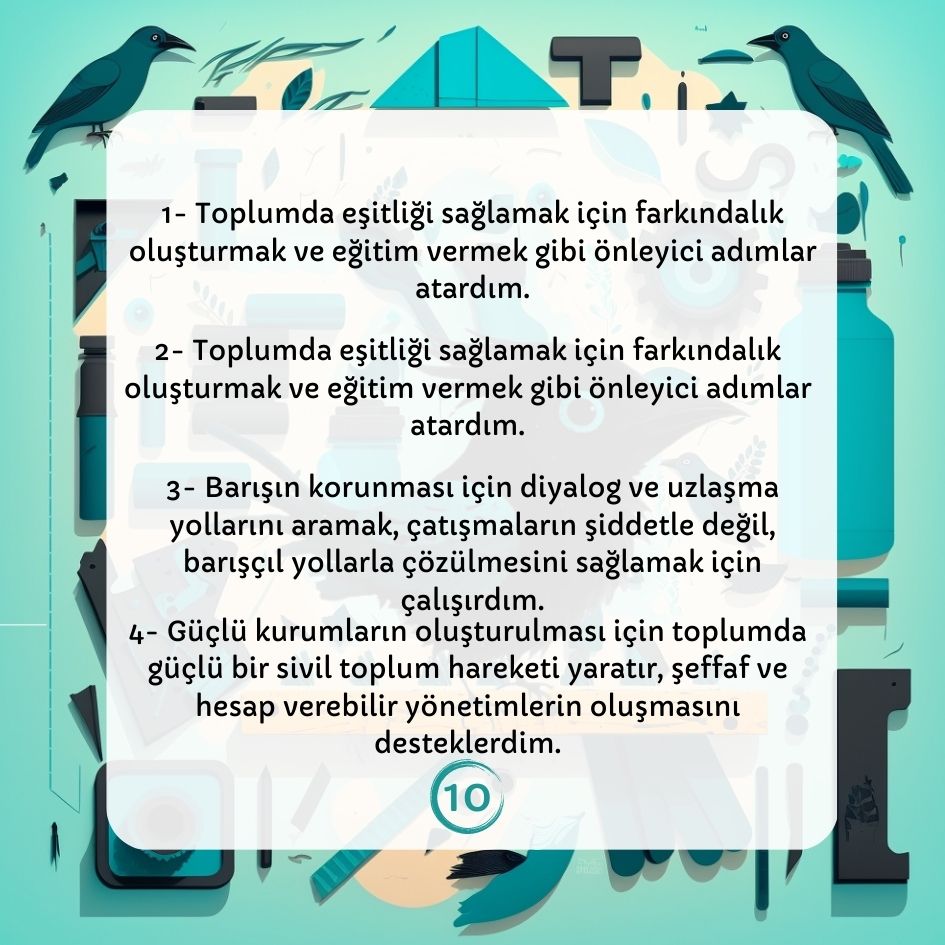 1- Toplumda eşitliği sağlamak için farkındalık
oluşturmak ve eğitim vermek gibi önleyici adımlar
atardım.
2- Toplumda eşitliği sağlamak için farkındalık
oluşturmak ve eğitim vermek gibi önleyici adımlar
atardım.
3- Barışın korunması için diyalog ve uzlaşma
yollarını aramak, çatışmaların şiddetle değil,
barışçıl yollarla çözülmesini sağlamak için
çalışırdım.
4- Güçlü kurumların oluşturulması için toplumda
güçlü bir sivil toplum hareketi yaratır, şeffaf ve
hesap verebilir yönetimlerin oluşmasını
desteklerdim.
10